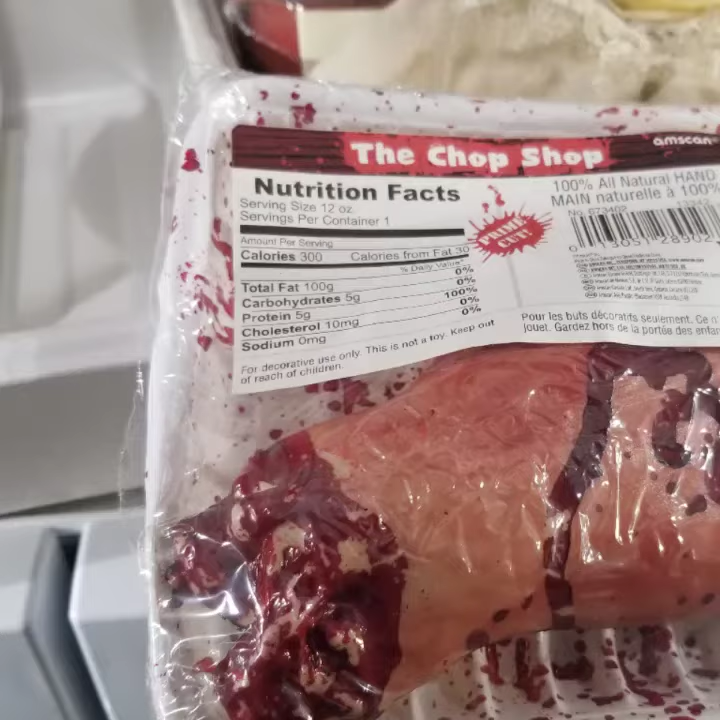 amscan
The Chop Shop
Nutrition Facts
Serving Size 12 oz.
Servings Per Container 1
Amount Per Serving
Calories 300 Calories from Fat 30
% Daily Value*
Total Fat 100g 0%
Carbohydrates 5g 0%
Protein 5g 100%
Cholesterol 10mg 0%
Sodium 0mg 0%
For decorative use only. This is not a toy. Keep out
of reach of children.
PRIME
CUT!
100% All Natural HAND
MAIN naturelle à 100%
No. 673462
Pour les buts décoratifs seulement. Ce
jouet. Gardez hors de la portée des